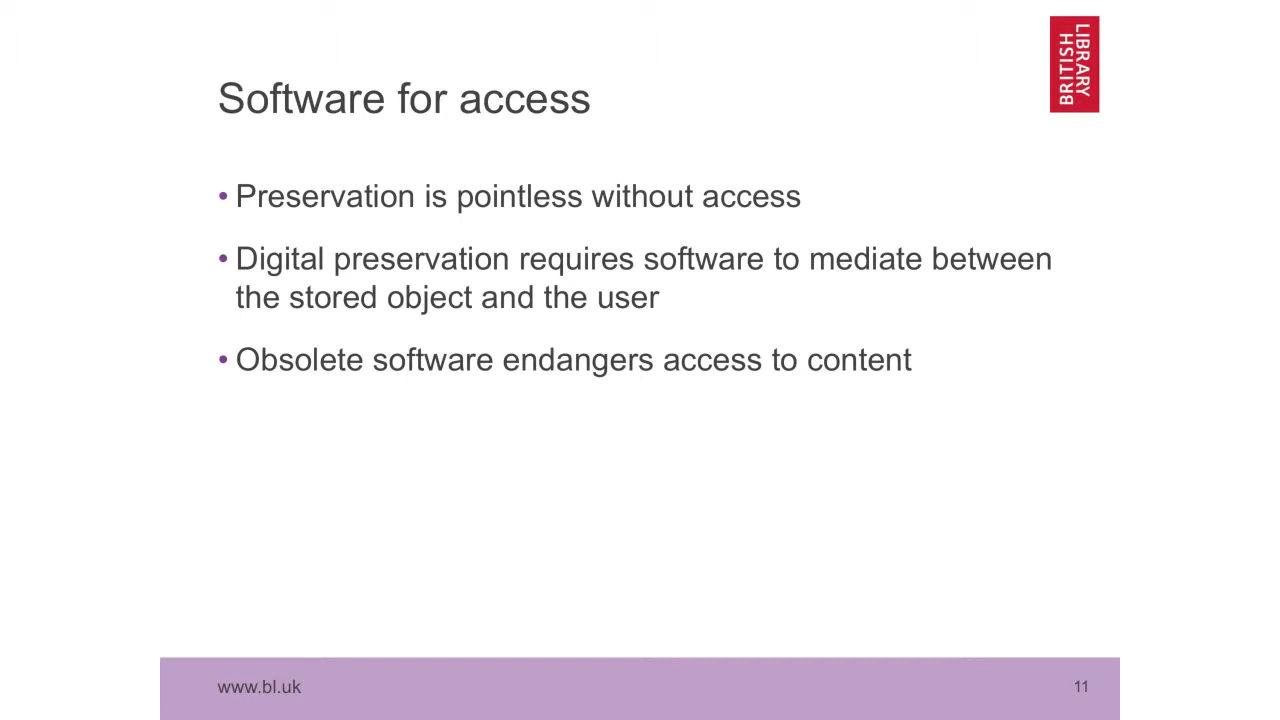 BRITISH
LIBRARY
Software for access
• Preservation is pointless without access
• Digital preservation requires software to mediate between
the stored object and the user
• Obsolete software endangers access to content
www.bl.uk
11